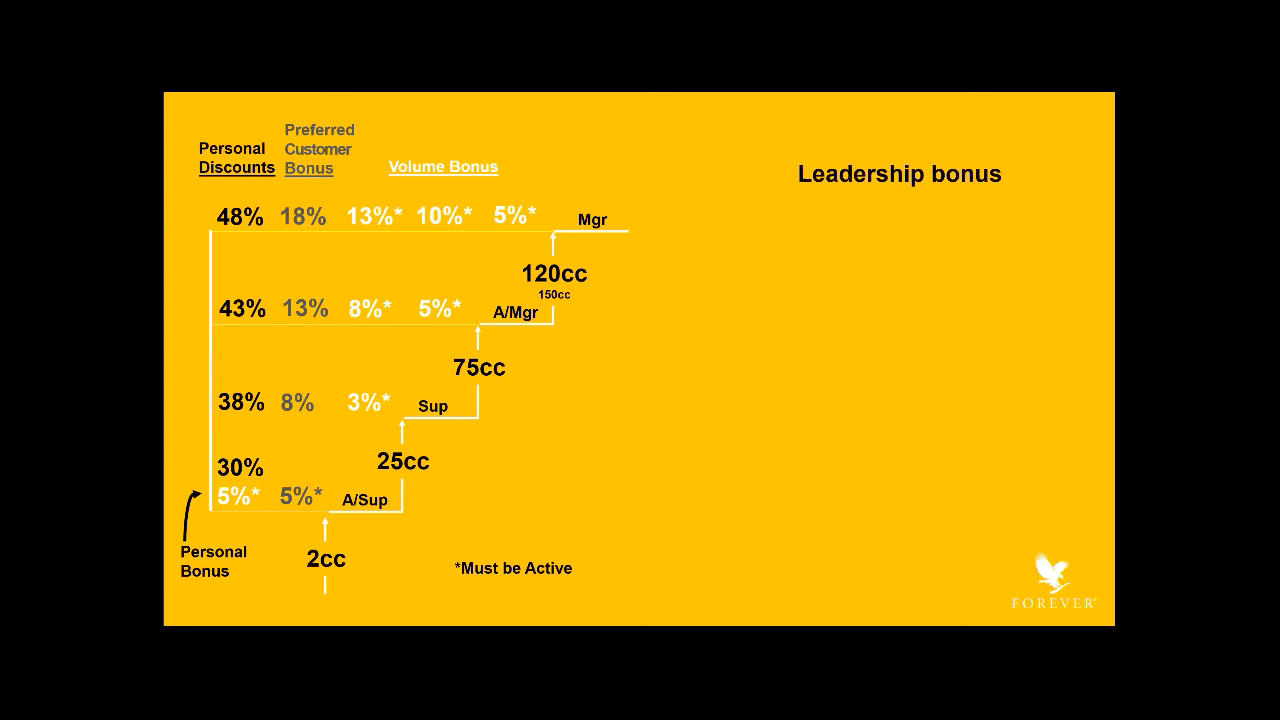 Preferred
Personal Customer
Discounts Bonus Volume Bonus
Leadership bonus
48% 18% 13%* 10%* 5%* Mgr
120cc
150cc
43% 13% 8%* 5%* A/Mgr
75cc
38% 8% 3%* Sup
25cc
30%
5%* 5%* A/Sup
Personal
Bonus
2cc
*Must be Active
FOREVER®